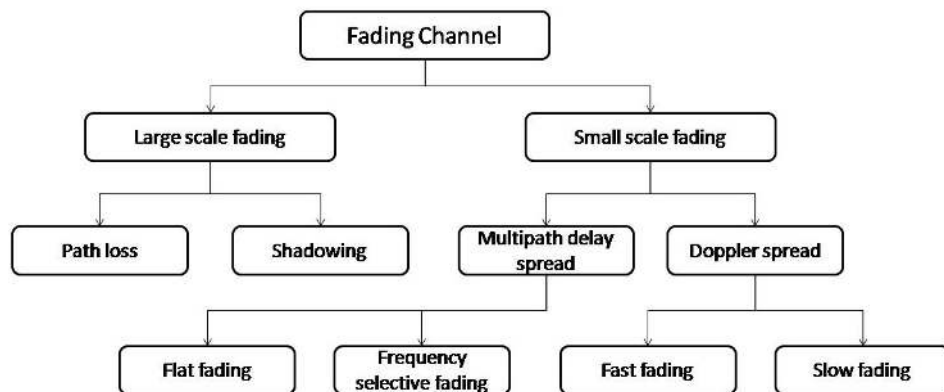 Fading Channel
Large scale fading
Small scale fading
Path loss
Shadowing
Multipath delay
spread
Doppler spread
Flat fading
Frequency
selective fading
Fast fading
Slow fading